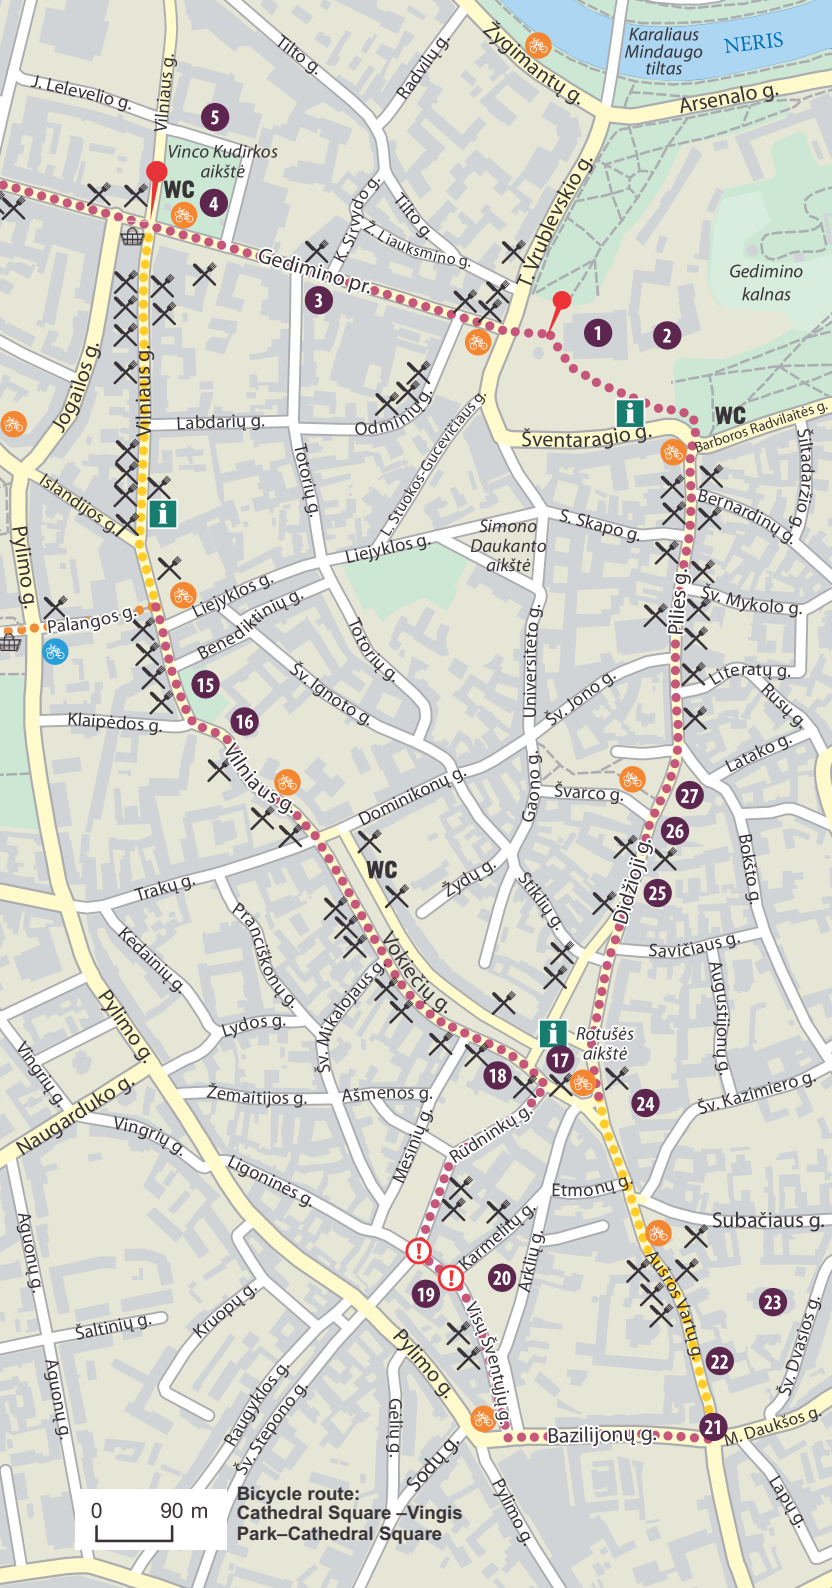 Karaliaus
Mindaugo
tiltas
NERIS
Žygimantų g.
Arsenalo g.
Tilto g.
Radvilų g.
J. Lelevelio g.
Vilniaus g.
5
Vinco Kudirkos
aikštė
WC
4
K. Sirvydo g.
Tilto g.
Ž. Liauksmino g.
T. Vrublevskio g.
Gedimino pr.
3
Gedimino
kalnas
1
2
Jogailos g.
Vilniaus g.
Labdarių g.
Odminių g.
L. Stuokos-Gucevičiaus g.
i
WC
Šventaragio g.
Barboros Radvilaitės g.
Šiltadaržio g.
Totorių g.
Islandijos g.
i
Bernardinų g.
S. Skapo g.
Simono
Daukanto
aikštė
Liejyklos g.
Pylimo g.
Liejyklos g.
Benediktinių g.
Palangos g.
Pilies g.
Šv. Mykolo g.
Totorių g.
Universiteto g.
Literatų g.
Rusų g.
15
Šv. Ignoto g.
Šv. Jono g.
Klaipėdos g.
16
Vilniaus g.
Latako g.
Dominikonų g.
Gaono g.
Švarco g.
27
26
Bokšto g.
WC
Trakų g.
Žydų g.
Stiklių g.
Didžioji g.
25
Savičiaus g.
Kėdainių g.
Pranciškonų g.
Vokiečių g.
Šv. Mikalojaus g.
Augustijonų g.
Pylimo g.
Lydos g.
i
Rotušės
aikštė
17
18
Vingrių g.
Naugarduko g.
Žemaitijos g.
Ašmenos g.
24
Šv. Kazimiero g.
Vingrių g.
Mėsinių g.
Rūdninkų g.
Ligoninės g.
Etmonų g.
Subačiaus g.
Aguonų g.
!
!
Karmelitų g.
Arklių g.
20
19
Aušros Vartų g.
23
Šaltinių g.
Kruopų g.
Visų Šventųjų g.
Šv. Dvasios g.
22
Aguonų g.
Pylimo g.
Raugyklos g.
Šv. Stepono g.
Gelių g.
Sodų g.
Bazilijonų g.
21
M. Daukšos g.
Lapų g.
Pylimo g.
0 90 m
Bicycle route:
Cathedral Square –Vingis
Park–Cathedral Square